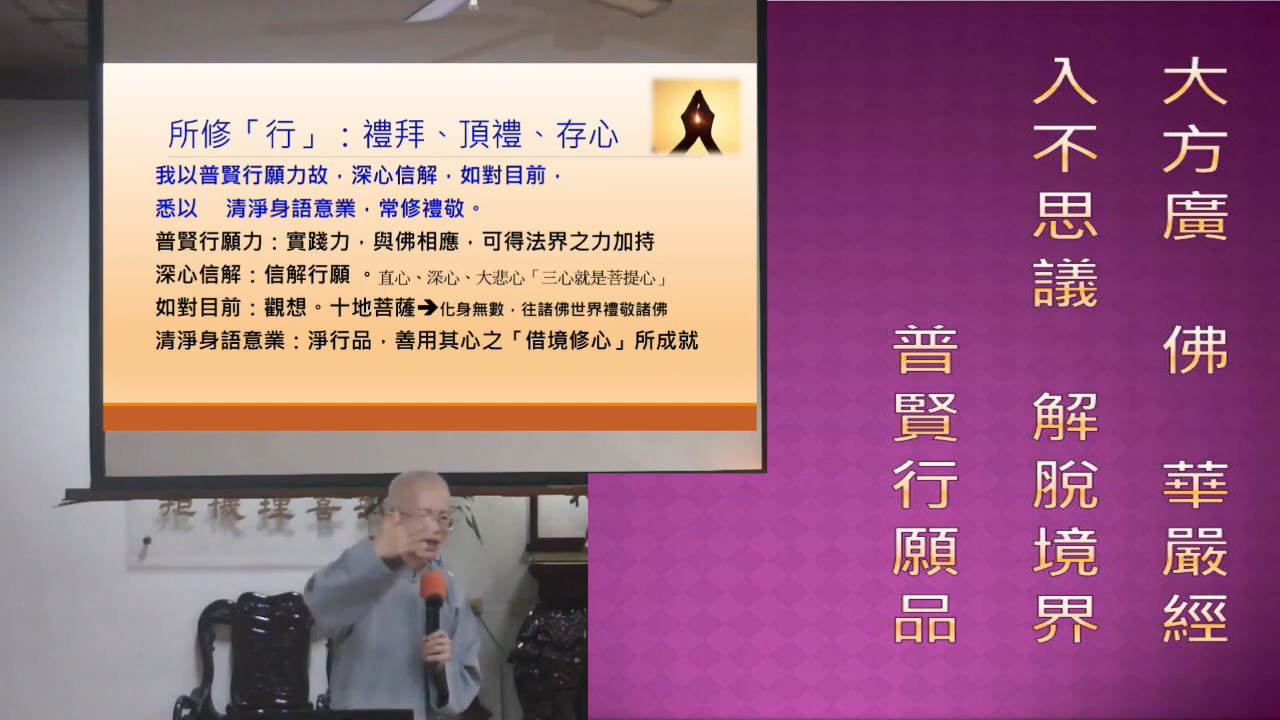 所修「行」：禮拜、頂禮、存心
我以普賢行願力故，深心信解，如對目前，
悉以 清淨身語意業，常修禮敬。
普賢行願力：實踐力，與佛相應，可得法界之力加持
深心信解：信解行願 。直心、深心、大悲心「三心就是菩提心」
如對目前：觀想。十地菩薩➔化身無數，往諸佛世界禮敬諸佛
清淨身語意業：淨行品，善用其心之「借境修心」所成就
大方廣 佛 華嚴經
入不思議 解脫境界
普賢行願品